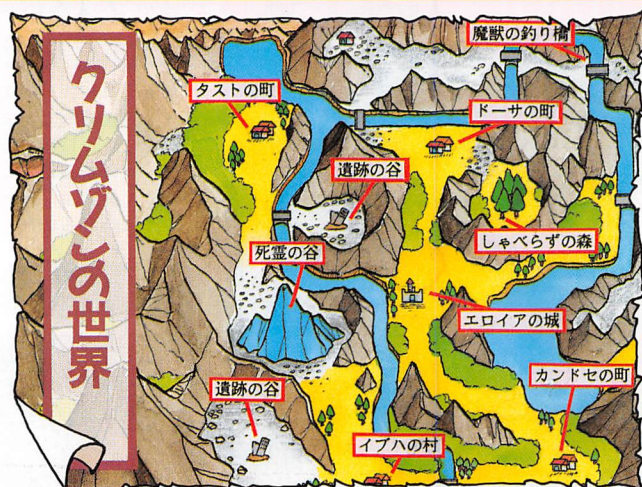 クリムゾンの世界
魔獣の釣り橋
タストの町
ドーサの町
遺跡の谷
しゃべらずの森
死霊の谷
エロイアの城
遺跡の谷
カンドセの町
イブハの村